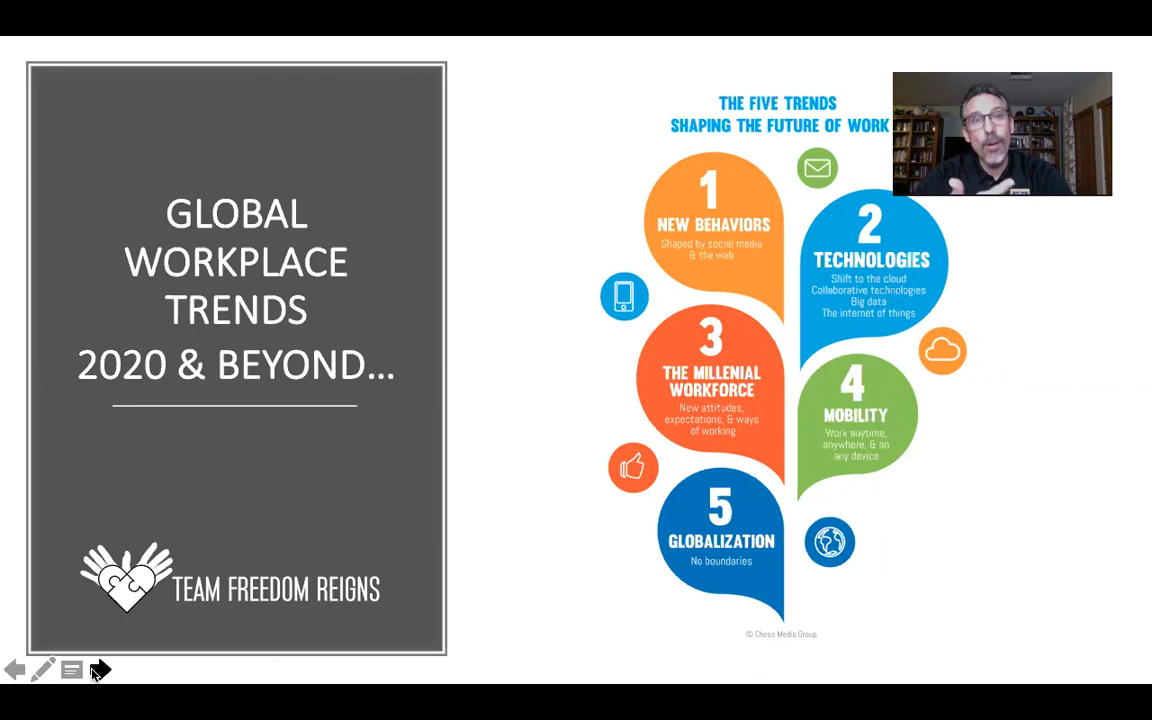 GLOBAL
WORKPLACE
TRENDS
2020 & BEYOND...
TEAM FREEDOM REIGNS
THE FIVE TRENDS
SHAPING THE FUTURE OF WORK
1
NEW BEHAVIORS
Shaped by social media
& the web
2
TECHNOLOGIES
Shift to the cloud
Collaborative technologies
Big data
The internet of things
3
THE MILLENIAL
WORKFORCE
New attitudes,
expectations, & ways
of working
4
MOBILITY
Work anytime,
anywhere, & on
any device
5
GLOBALIZATION
No boundaries
© Chess Media Group